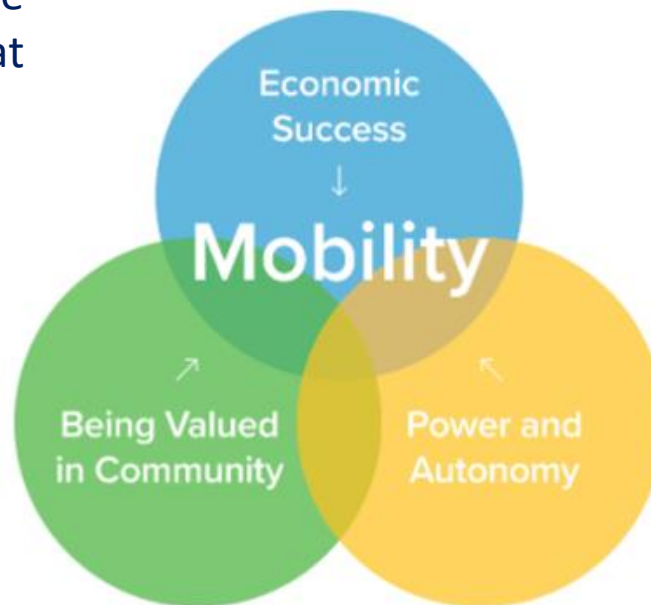 at
Economic
Success
↓
Mobility
↗
↖
Being Valued
in Community
Power and
Autonomy